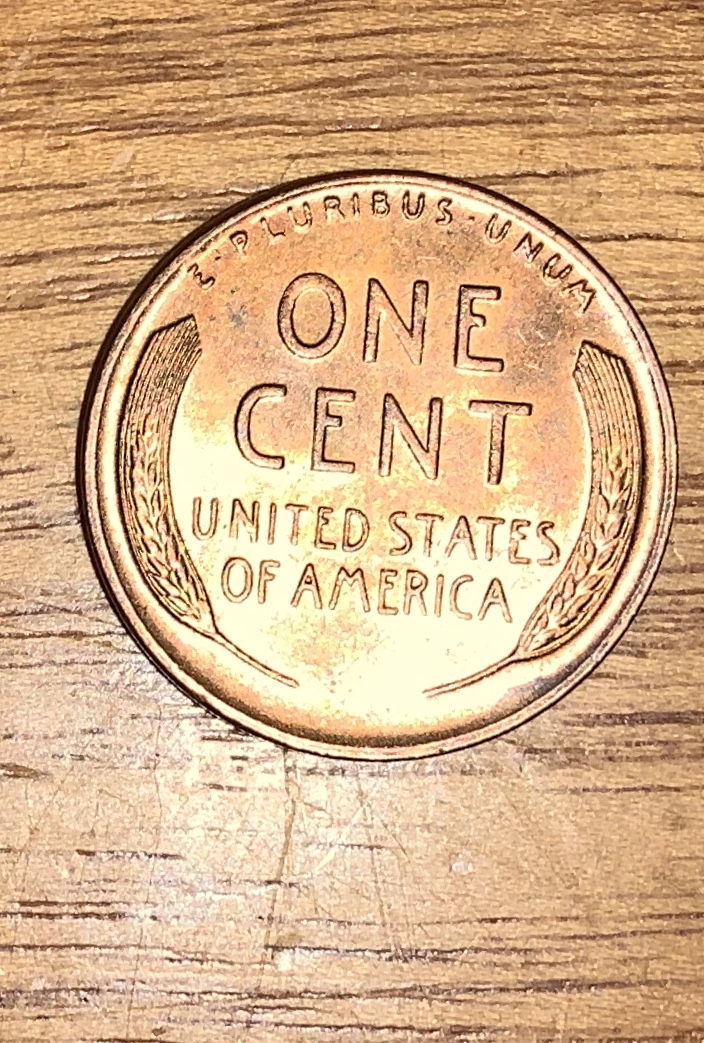 E·PLURIBUS·UNUM
ONE
CENT
UNITED STATES
OF AMERICA